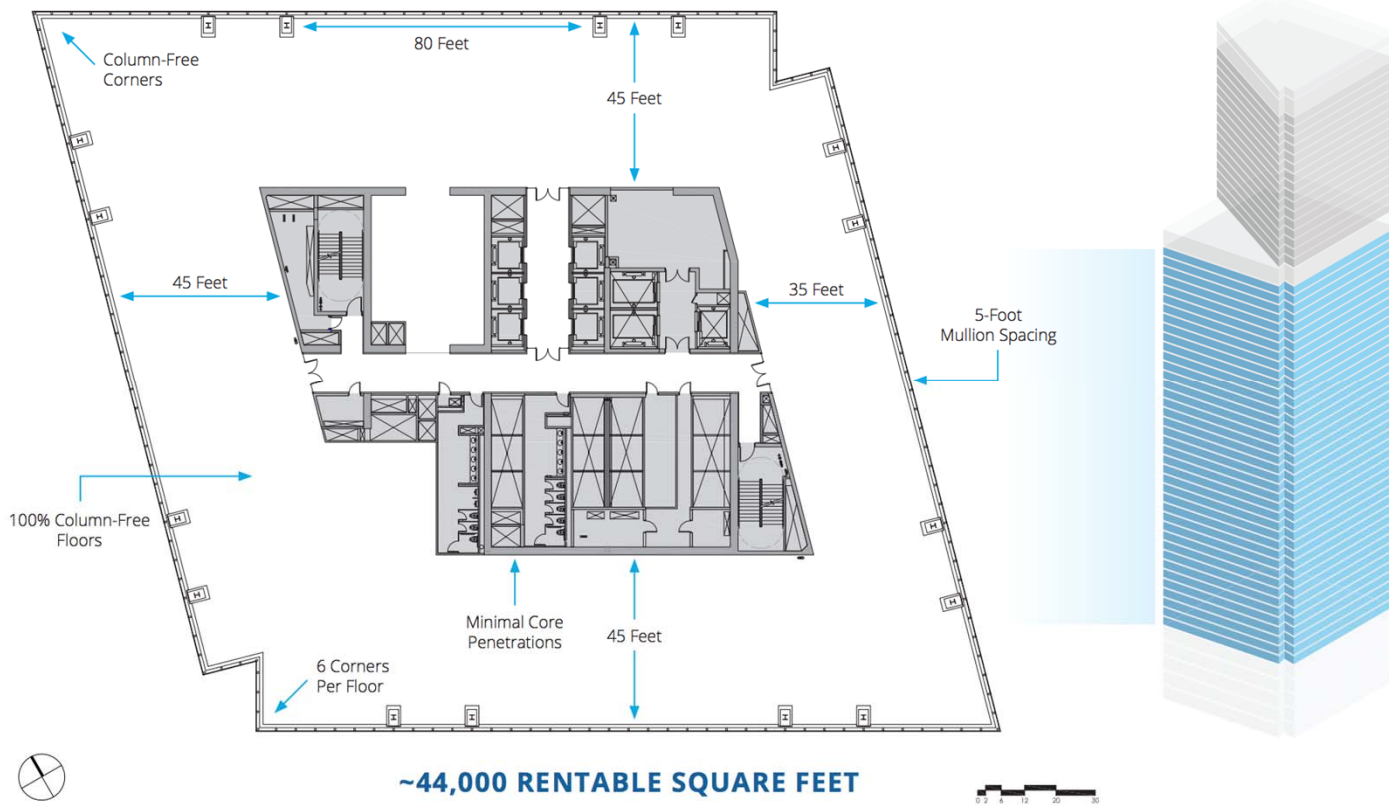 80 Feet
Column-Free
Corners
45 Feet
45 Feet
35 Feet
5-Foot
Mullion Spacing
100% Column-Free
Floors
Minimal Core
Penetrations
45 Feet
6 Corners
Per Floor
~44,000 RENTABLE SQUARE FEET
0 2 6 12 20 30